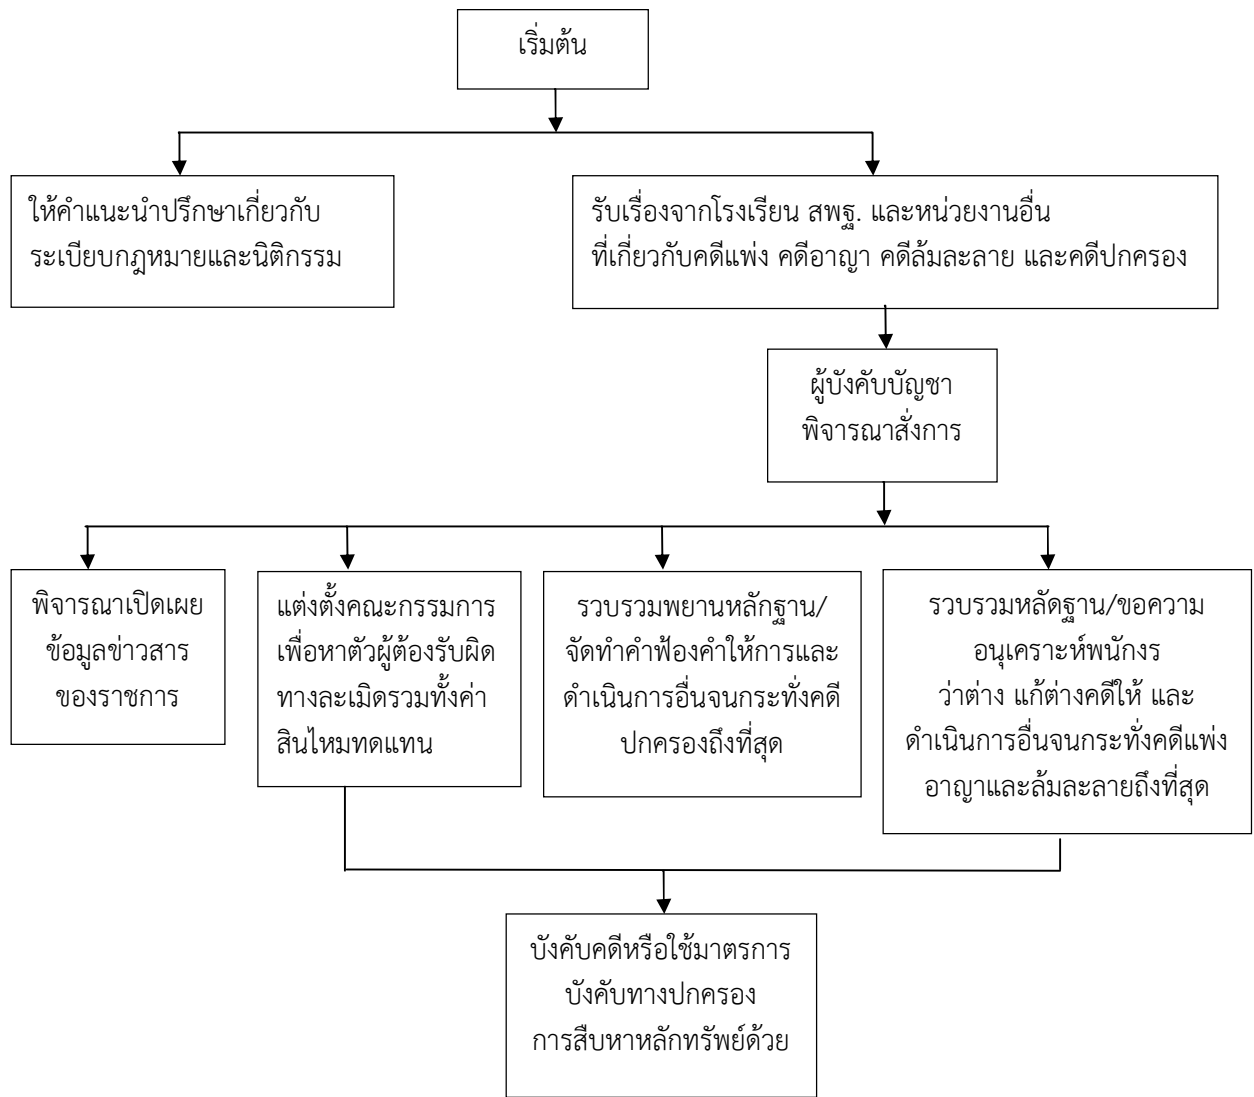 เริ่มต้น
ให้คำแนะนำปรึกษาเกี่ยวกับ
ระเบียบกฎหมายและนิติกรรม
รับเรื่องจากโรงเรียน สพฐ. และหน่วยงานอื่น
ที่เกี่ยวกับคดีแพ่ง คดีอาญา คดีล้มละลาย และคดีปกครอง
ผู้บังคับบัญชา
พิจารณาสั่งการ
พิจารณาเปิดเผย
ข้อมูลข่าวสาร
ของราชการ
แต่งตั้งคณะกรรมการ
เพื่อหาตัวผู้ต้องรับผิด
ทางละเมิดรวมทั้งค่า
สินไหมทดแทน
รวบรวมพยานหลักฐาน/
จัดทำคำฟ้องคำให้การและ
ดำเนินการอื่นจนกระทั่งคดี
ปกครองถึงที่สุด
รวบรวมหลัดฐาน/ขอความ
อนุเคราะห์พนักงร
ว่าต่าง แก้ต่างคดีให้ และ
ดำเนินการอื่นจนกระทั่งคดีแพ่ง
อาญาและล้มละลายถึงที่สุด
บังคับคดีหรือใช้มาตรการ
บังคับทางปกครอง
การสืบหาหลักทรัพย์ด้วย